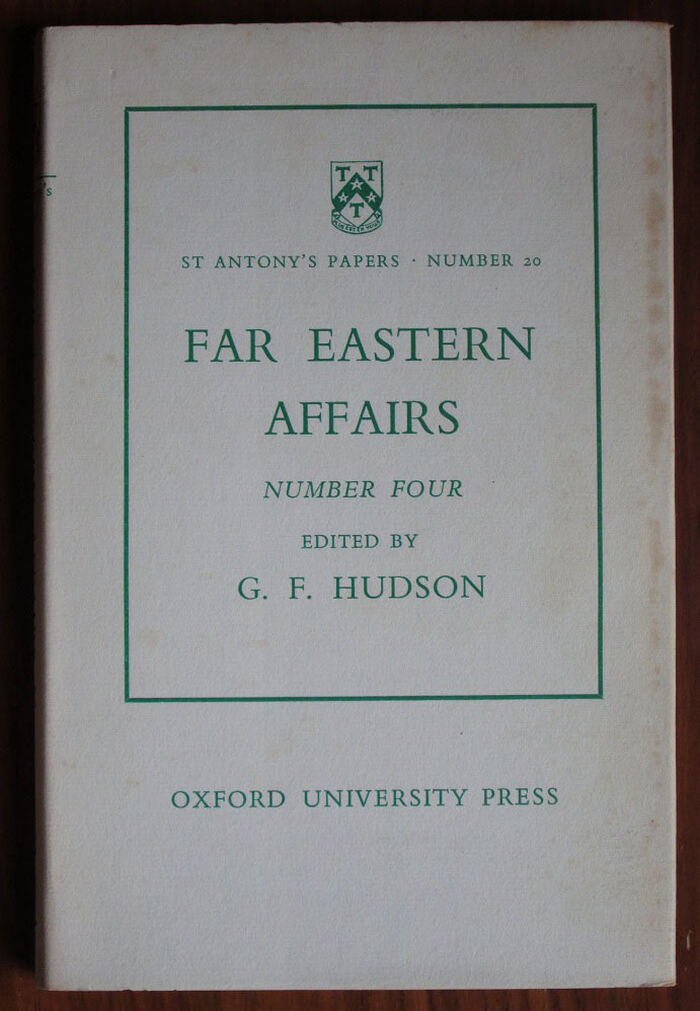 T T
T
ST ANTONY'S PAPERS · NUMBER 20
FAR EASTERN
AFFAIRS
NUMBER FOUR
EDITED BY
G. F. HUDSON
OXFORD UNIVERSITY PRESS
's